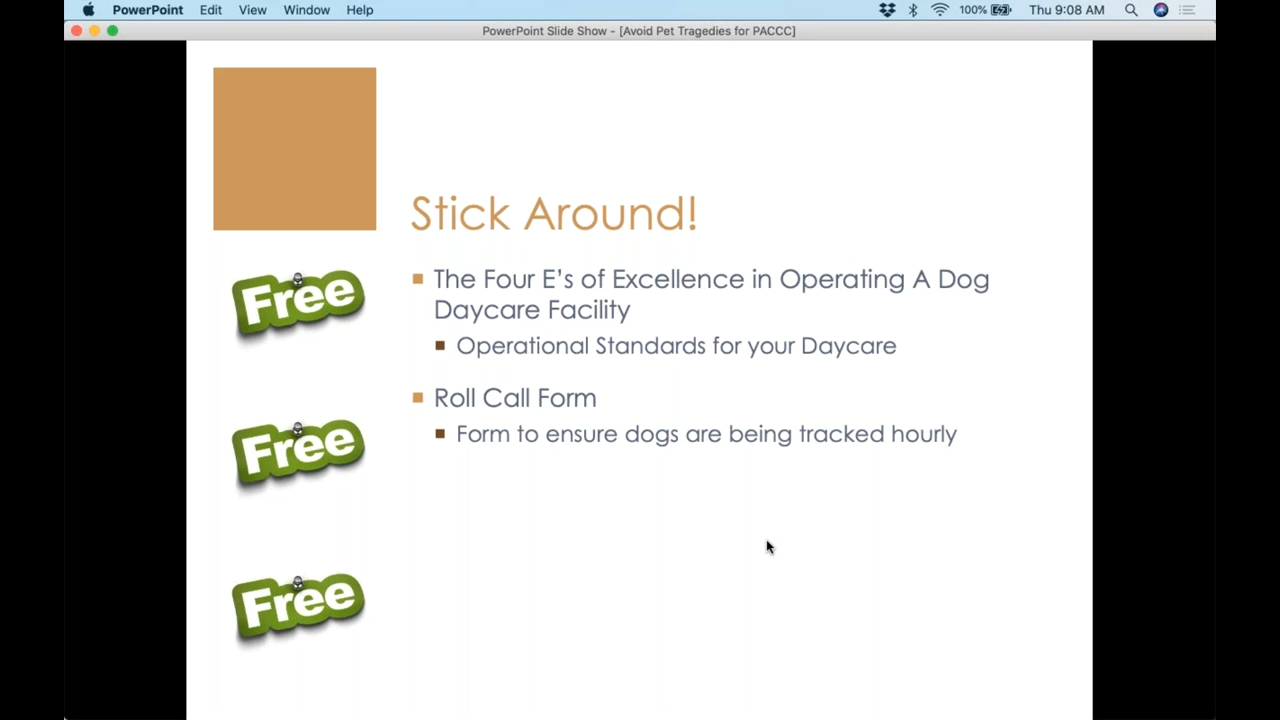 PowerPoint Edit View Window Help 100% Thu 9:08 AM
PowerPoint Slide Show - [Avoid Pet Tragedies for PACCC]
Stick Around!
Free
The Four E's of Excellence in Operating A Dog
Daycare Facility
Operational Standards for your Daycare
Free
Roll Call Form
Form to ensure dogs are being tracked hourly
Free